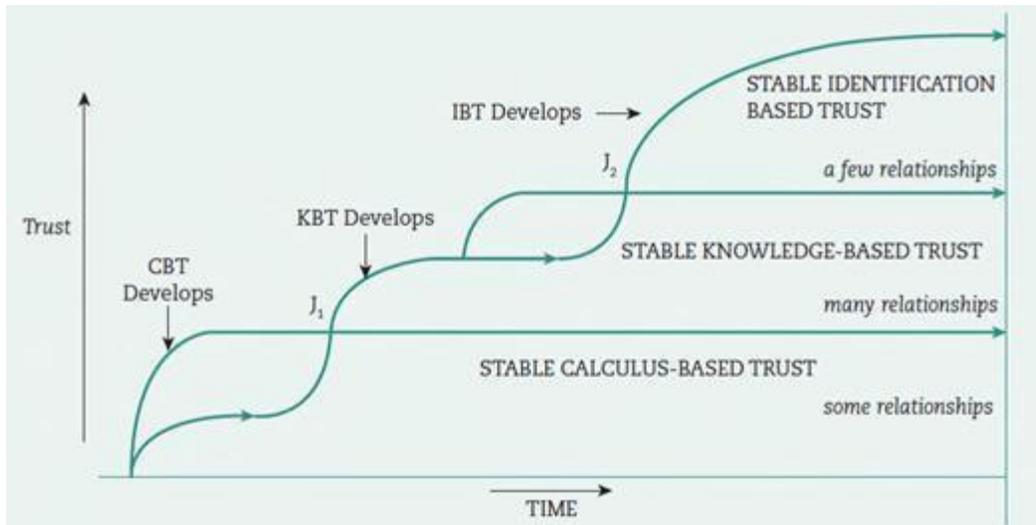 STABLE IDENTIFICATION
BASED TRUST
IBT Develops
J2
a few relationships
Trust
KBT Develops
STABLE KNOWLEDGE-BASED TRUST
CBT
Develops
J1
many relationships
STABLE CALCULUS-BASED TRUST
some relationships
TIME